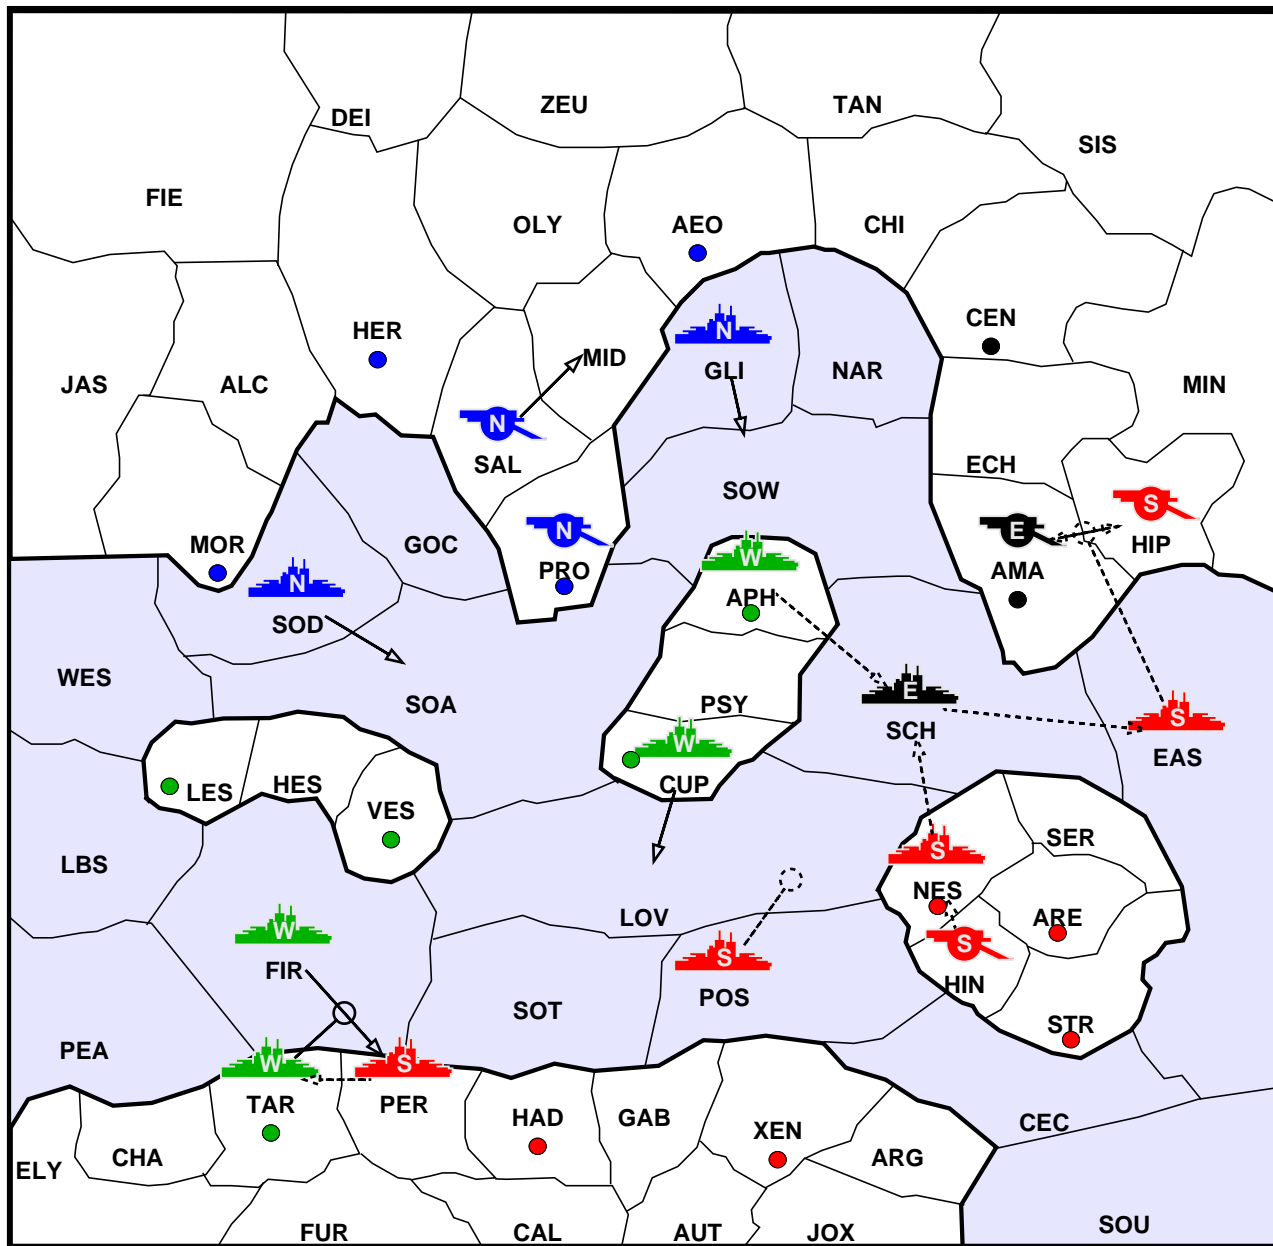 ZEU
TAN
DEI
SIS
FIE
OLY
AEO
CHI
N
HER
CEN
MID
GLI
NAR
JAS
ALC
MIN
N
SAL
ECH
SOW
S
N
E
MOR
GOC
HIP
W
PRO
AMA
N
APH
SOD
WES
E
SOA
PSY
S
SCH
W
EAS
CUP
HES
LES
VES
SER
S
LBS
NES
LOV
ARE
W
S
S
FIR
HIN
POS
SOT
STR
PEA
W
S
TAR
PER
HAD
GAB
CEC
XEN
CHA
ARG
ELY
SOU
FUR
CAL
AUT
JOX